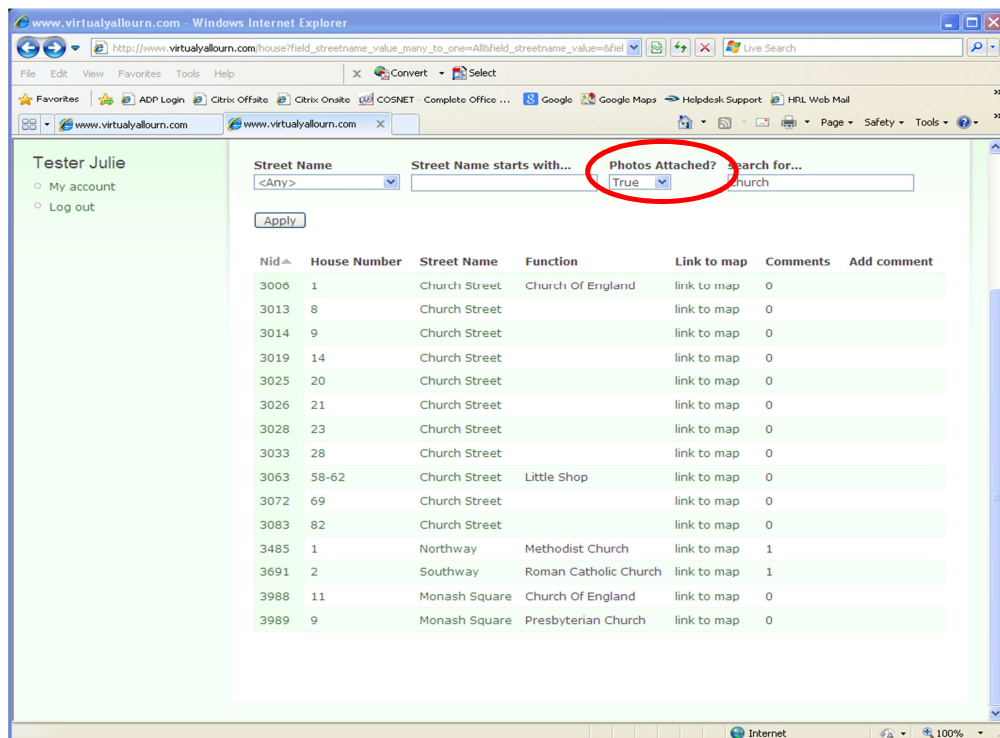 www.virtualyallourn.com - Windows Internet Explorer
http://www.virtualyallourn.com/house?field_streetname_value_many_to_one=All&field_streetname_value=&fiel
Live Search
File Edit View Favorites Tools Help x Convert Select
Favorites ADP Login Citrix Offsite Citrix Onsite COSNET - Complete Office ... Google Google Maps Helpdesk Support HRL Web Mail
www.virtualyallourn.com www.virtualyallourn.com X Page Safety Tools
Tester Julie
My account
Log out
Street Name Street Name starts with... Photos Attached? search for...
<Any> True church
Apply
Nid House Number Street Name Function Link to map Comments Add comment
3006 1 Church Street Church Of England link to map 0
3013 8 Church Street link to map 0
3014 9 Church Street link to map 0
3019 14 Church Street link to map 0
3025 20 Church Street link to map 0
3026 21 Church Street link to map 0
3028 23 Church Street link to map 0
3033 28 Church Street link to map 0
3063 58-62 Church Street Little Shop link to map 0
3072 69 Church Street link to map 0
3083 82 Church Street link to map 0
3485 1 Northway Methodist Church link to map 1
3691 2 Southway Roman Catholic Church link to map 1
3988 11 Monash Square Church Of England link to map 0
3989 9 Monash Square Presbyterian Church link to map 0
Internet 100%